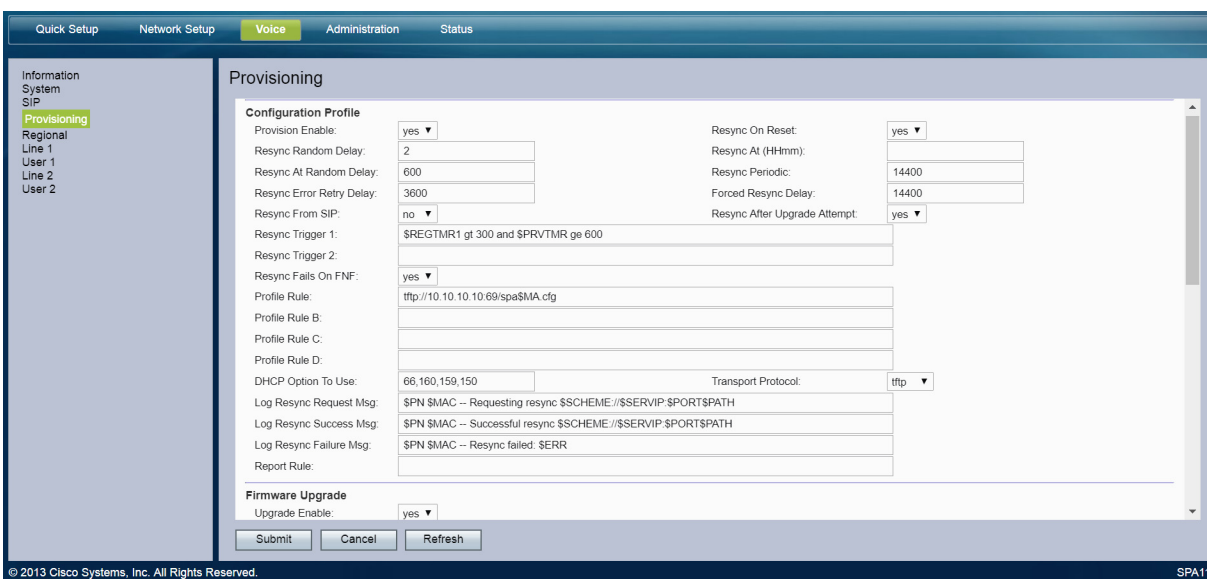 Quick Setup Network Setup Voice Administration Status
Information
System
SIP
Provisioning
Regional
Line 1
User 1
Line 2
User 2
Provisioning
Configuration Profile
Provision Enable: yes Resync On Reset: yes
Resync Random Delay: 2 Resync At (HHmm):
Resync At Random Delay: 600 Resync Periodic: 14400
Resync Error Retry Delay: 3600 Forced Resync Delay: 14400
Resync From SIP: no Resync After Upgrade Attempt: yes
Resync Trigger 1: $REGTMR1 gt 300 and $PRVTMR ge 600
Resync Trigger 2:
Resync Fails On FNF: yes
Profile Rule: tftp://10.10.10.10:69/spa$MA.cfg
Profile Rule B:
Profile Rule C:
Profile Rule D:
DHCP Option To Use: 66,160,159,150 Transport Protocol: tftp
Log Resync Request Msg: $PN $MAC -- Requesting resync $SCHEME://$SERVIP:$PORT$PATH
Log Resync Success Msg: $PN $MAC -- Successful resync $SCHEME://$SERVIP:$PORT$PATH
Log Resync Failure Msg: $PN $MAC -- Resync failed: $ERR
Report Rule:
Firmware Upgrade
Upgrade Enable: yes
Submit Cancel Refresh
© 2013 Cisco Systems, Inc. All Rights Reserved. SPA11